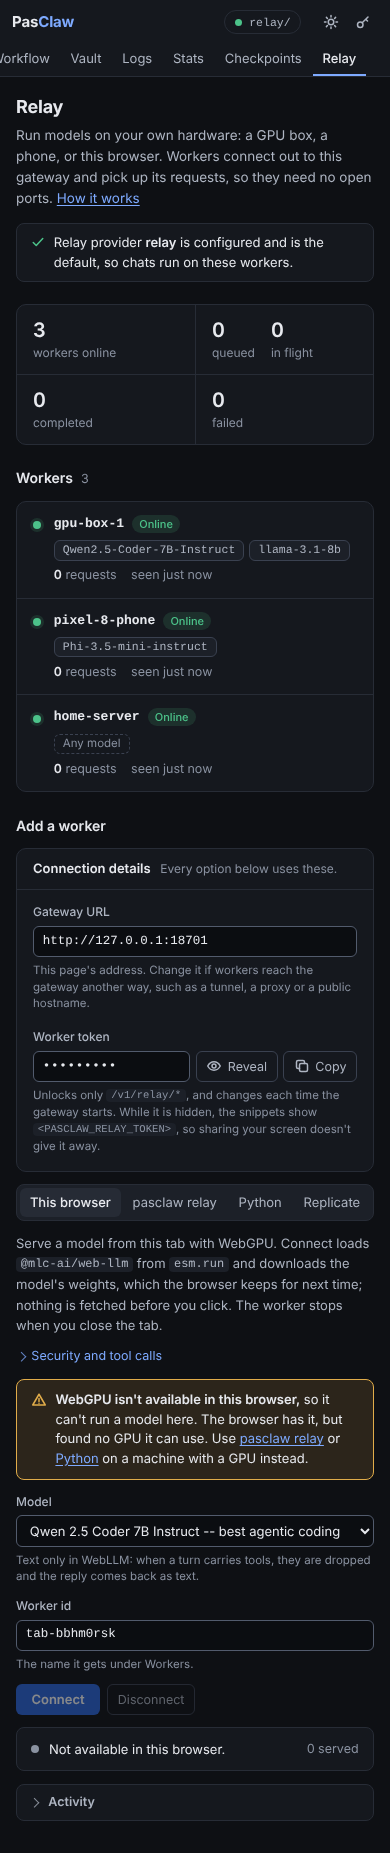 PasClaw
relay/
Workflow Vault Logs Stats Checkpoints Relay
Relay
Run models on your own hardware: a GPU box, a
phone, or this browser. Workers connect out to this
gateway and pick up its requests, so they need no open
ports. How it works
Relay provider relay is configured and is the
default, so chats run on these workers.
3
workers online
0
queued
0
in flight
0
completed
0
failed
Workers 3
gpu-box-1 Online
Qwen2.5-Coder-7B-Instruct llama-3.1-8b
0 requests seen just now
pixel-8-phone Online
Phi-3.5-mini-instruct
0 requests seen just now
home-server Online
Any model
0 requests seen just now
Add a worker
Connection details Every option below uses these.
Gateway URL
http://127.0.0.1:18701
This page's address. Change it if workers reach the
gateway another way, such as a tunnel, a proxy or a public
hostname.
Worker token
•••••••••
Reveal
Copy
Unlocks only /v1/relay/*, and changes each time the
gateway starts. While it is hidden, the snippets show
<PASCLAW_RELAY_TOKEN>, so sharing your screen doesn't
give it away.
This browser pasclaw relay Python Replicate
Serve a model from this tab with WebGPU. Connect loads
@mlc-ai/web-llm from esm.run and downloads the
model's weights, which the browser keeps for next time;
nothing is fetched before you click. The worker stops
when you close the tab.
Security and tool calls
WebGPU isn't available in this browser, so it
can't run a model here. The browser has it, but
found no GPU it can use. Use pasclaw relay or
Python on a machine with a GPU instead.
Model
Qwen 2.5 Coder 7B Instruct -- best agentic coding
Text only in WebLLM: when a turn carries tools, they are dropped
and the reply comes back as text.
Worker id
tab-bbhm0rsk
The name it gets under Workers.
Connect Disconnect
Not available in this browser. 0 served
Activity